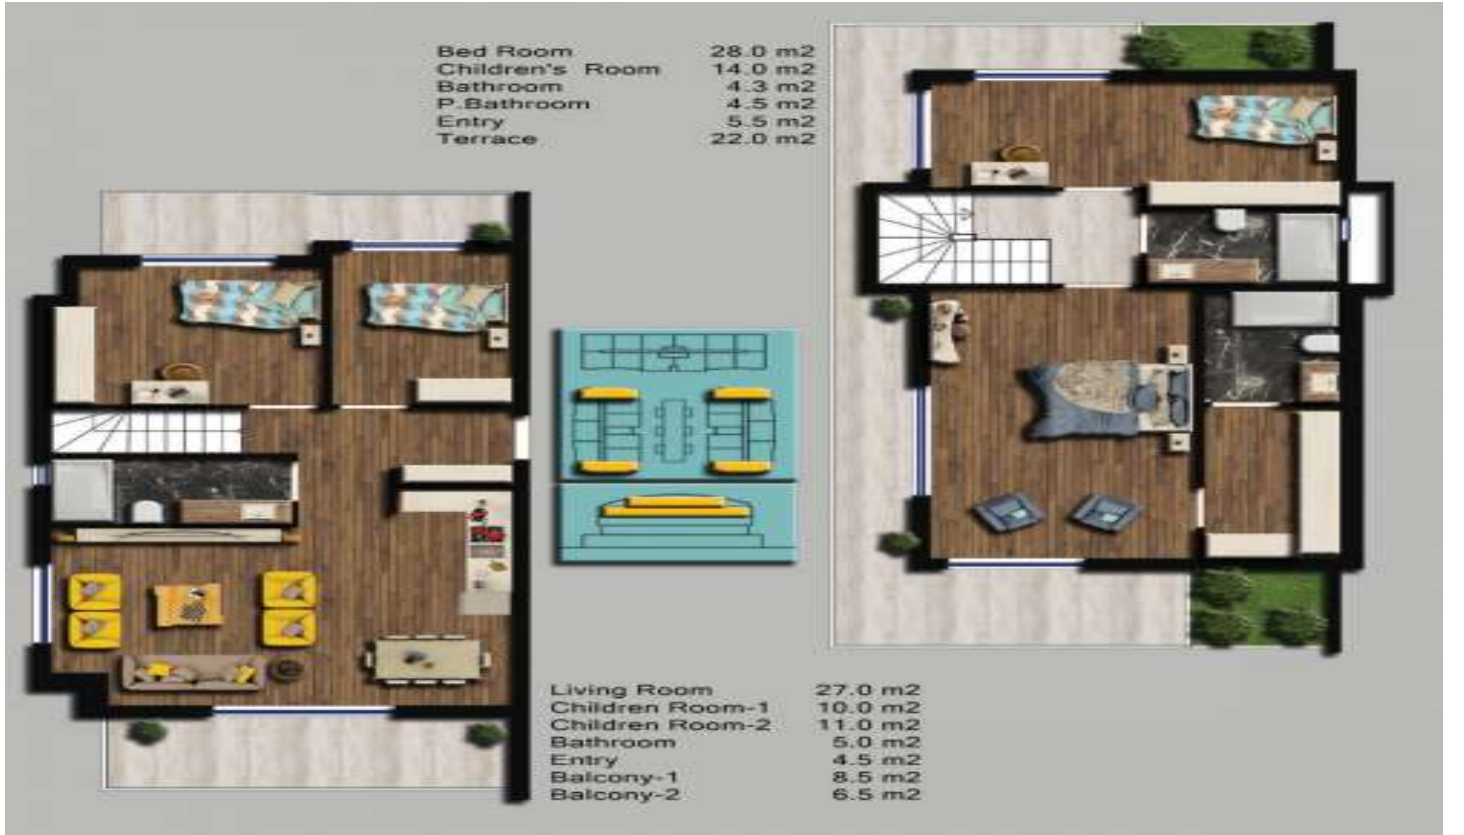 Bed Room 28.0 m2
Children's Room 14.0 m2
Bathroom 4.3 m2
P.Bathroom 4.5 m2
Entry 5.5 m2
Terrace 22.0 m2
Living Room 27.0 m2
Children Room-1 10.0 m2
Children Room-2 11.0 m2
Bathroom 5.0 m2
Entry 4.5 m2
Balcony-1 8.5 m2
Balcony-2 6.5 m2